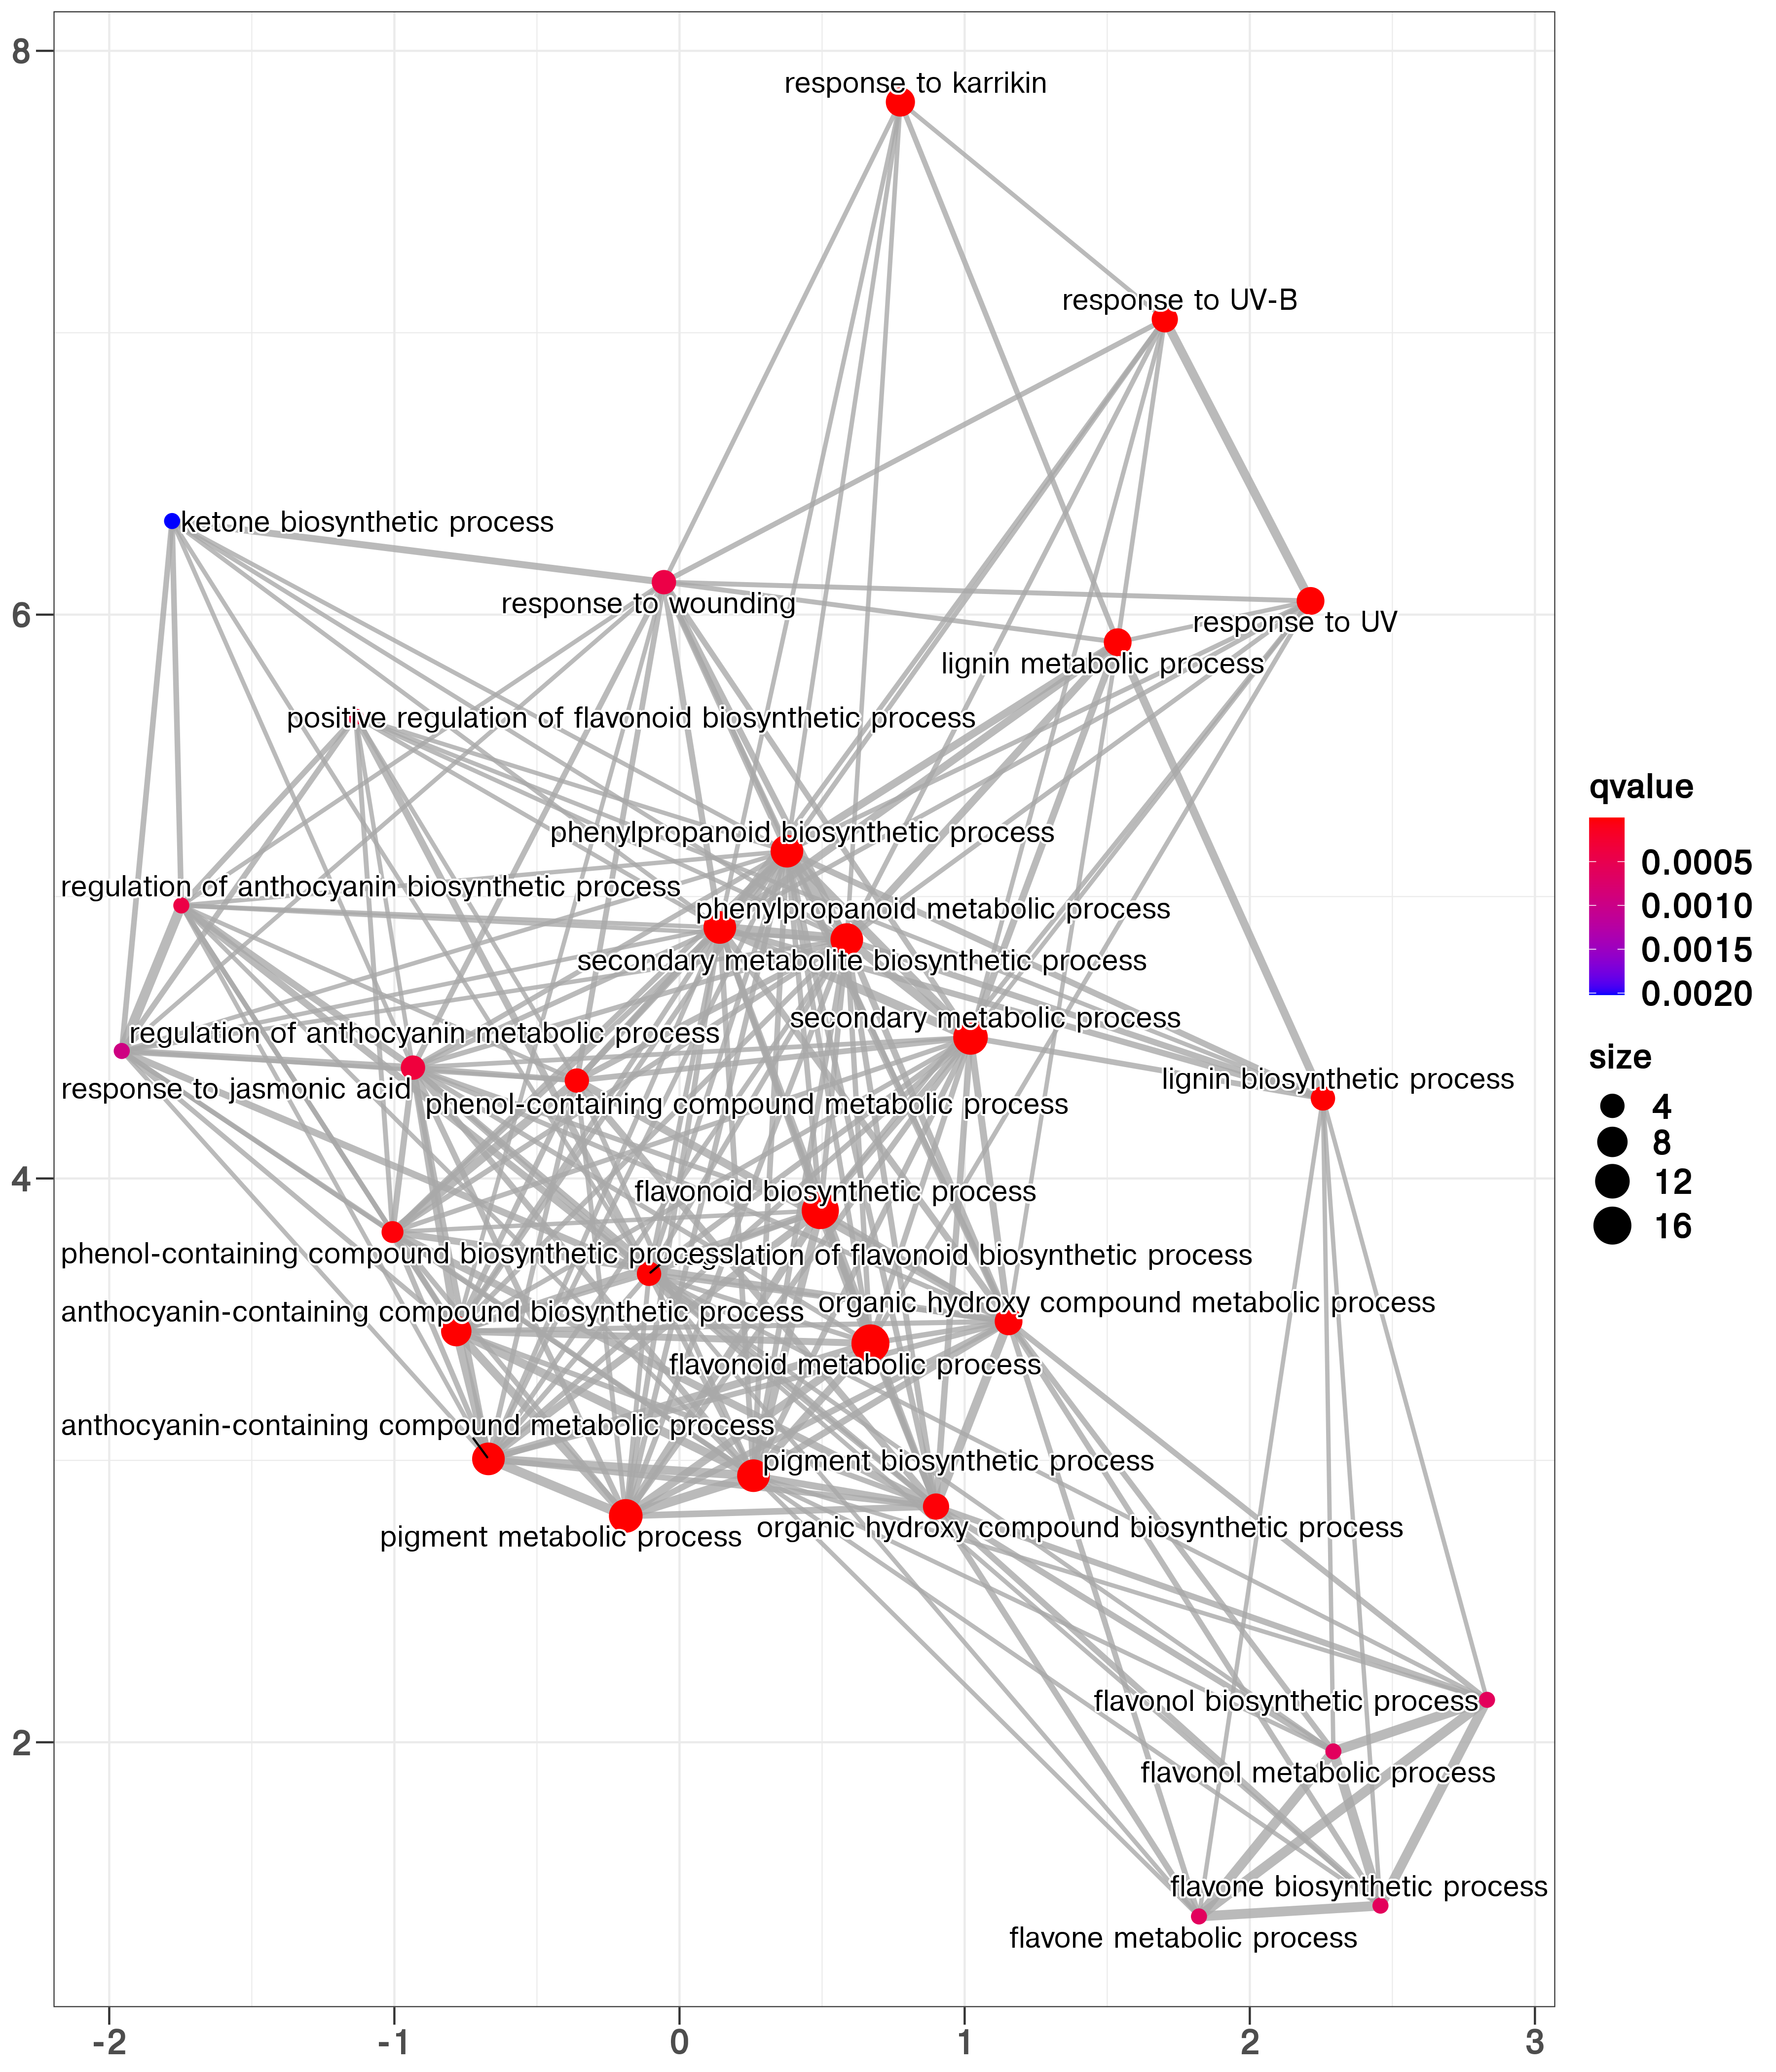 8
response to karrikin
response to UV-B
ketone biosynthetic process
response to wounding
6
response to UV
lignin metabolic process
positive regulation of flavonoid biosynthetic process
phenylpropanoid biosynthetic process
regulation of anthocyanin biosynthetic process
phenylpropanoid metabolic process
secondary metabolite biosynthetic process
secondary metabolic process
regulation of anthocyanin metabolic process
lignin biosynthetic process
response to jasmonic acid
phenol-containing compound metabolic process
4
flavonoid biosynthetic process
phenol-containing compound biosynthetic process
of flavonoid biosynthetic process
organic hydroxy compound metabolic process
anthocyanin-containing compound biosynthetic process
flavonoid metabolic process
anthocyanin-containing compound metabolic process
pigment biosynthetic process
organic hydroxy compound biosynthetic process
pigment metabolic process
flavonol biosynthetic process
2
flavonol metabolic process
flavone biosynthetic process
flavone metabolic process
-2 -1 0 1 2 3
qvalue
0.0005
0.0010
0.0015
0.0020
size
4
8
12
16